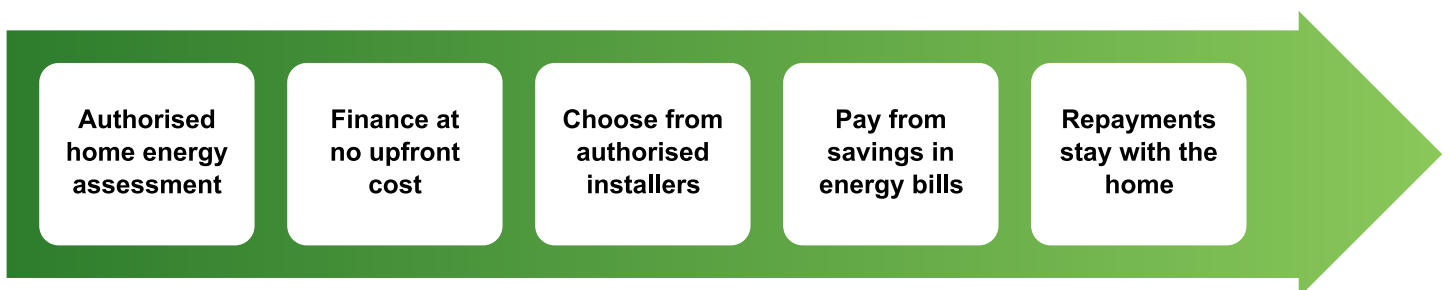 Authorised
home energy
assessment
Finance at
no upfront
cost
Choose from
authorised
installers
Pay from
savings in
energy bills
Repayments
stay with the
home